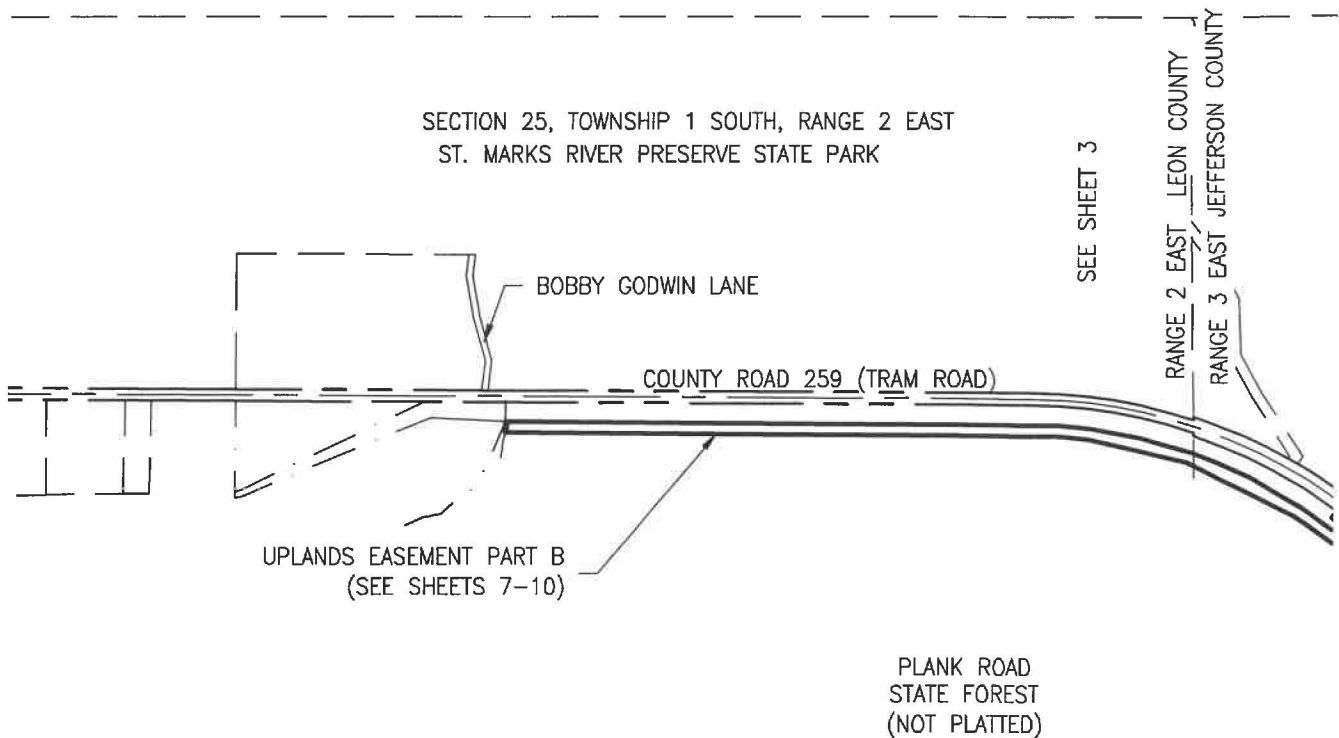 SECTION 25, TOWNSHIP 1 SOUTH, RANGE 2 EAST
ST. MARKS RIVER PRESERVE STATE PARK
SEE SHEET 3
RANGE 2 EAST LEON COUNTY
RANGE 3 EAST JEFFERSON COUNTY
BOBBY GODWIN LANE
COUNTY ROAD 259 (TRAM ROAD)
UPLANDS EASEMENT PART B
(SEE SHEETS 7-10)
PLANK ROAD
STATE FOREST
(NOT PLATTED)